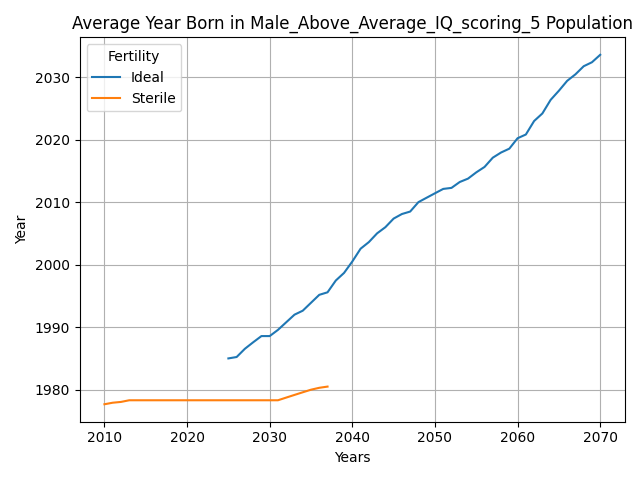 Average Year Born in Male_Above_Average_IQ_scoring_5 Population
Fertility
Ideal
Sterile
Year
2030
2020
2010
2000
1990
1980
2010 2020 2030 2040 2050 2060 2070
Years